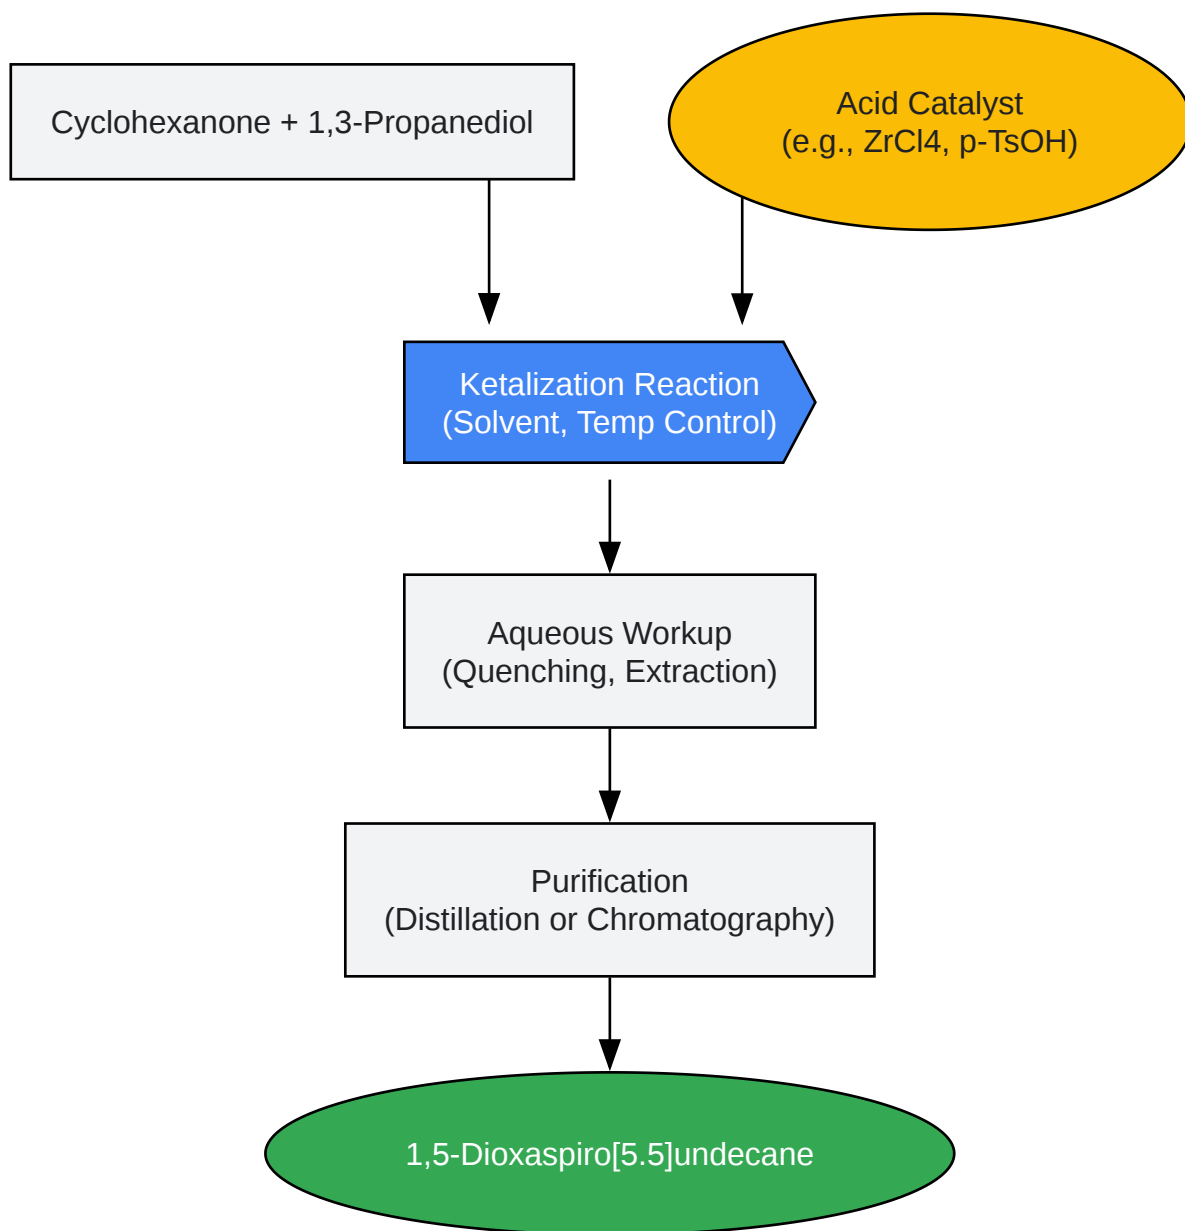 Cyclohexanone + 1,3-Propanediol
Acid Catalyst
(e.g., ZrCl4, p-TsOH)
Ketalization Reaction
(Solvent, Temp Control)
Aqueous Workup
(Quenching, Extraction)
Purification
(Distillation or Chromatography)
1,5-Dioxaspiro[5.5]undecane